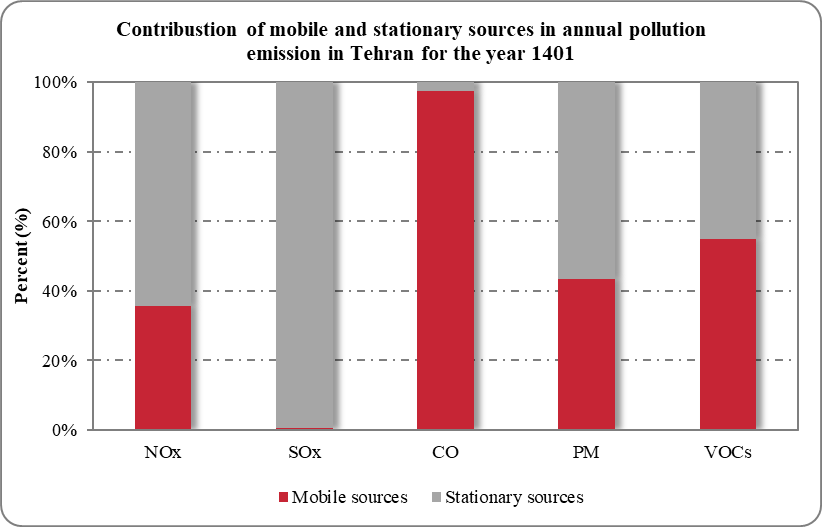 Contribustion of mobile and stationary sources in annual pollution
emission in Tehran for the year 1401
Percent (%)
100%
80%
60%
40%
20%
0%
NOx SOx CO PM VOCs
Mobile sources Stationary sources